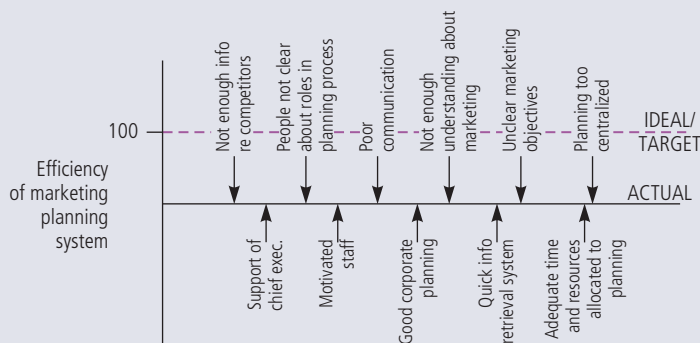 Not enough info
re competitors
People not clear
about roles in
planning process
Poor
communication
Not enough
understanding about
marketing
Unclear marketing
objectives
Planning too
centralized
100
IDEAL/
TARGET
Efficiency
of marketing
planning
system
ACTUAL
Support of
chief exec.
Motivated
staff
Good corporate
planning
Quick info
retrieval system
Adequate time
and resources
allocated to
planning